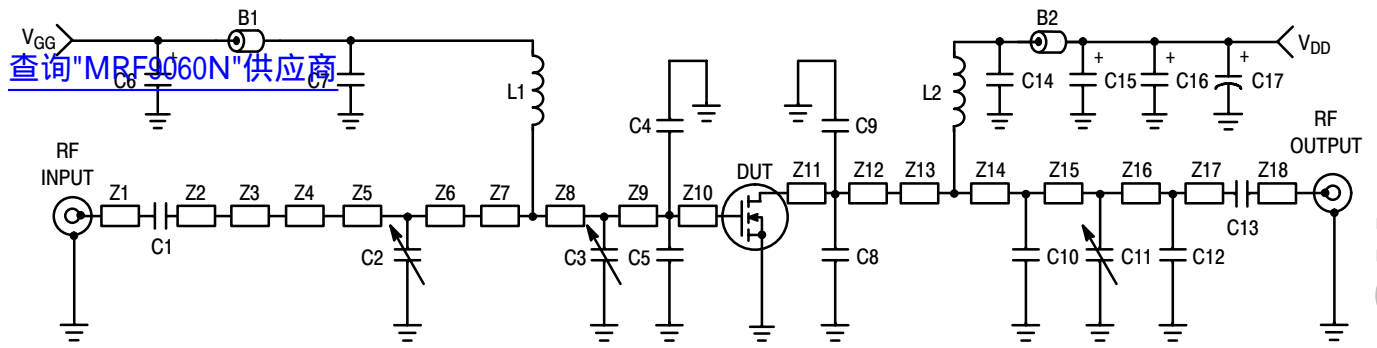 B1
B2
VGG
+
查询"MRF9060N"供应商
C6
C7
L1
L2
C14
+
C15
+
C16
+
C17
VDD
C4
C9
RF
INPUT
RF
OUTPUT
DUT
Z1
Z2
Z3
Z4
Z5
Z6
Z7
Z8
Z9
Z10
Z11
Z12
Z13
Z14
Z15
Z16
Z17
Z18
C1
C13
C2
C3
C5
C8
C10
C11
C12